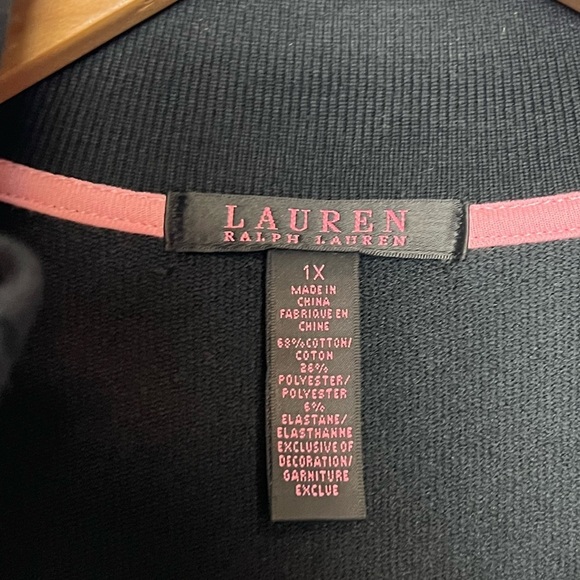 LAUREN
RALPH LAUREN
1X
MADE IN
CHINA
FABRIQUE EN
CHINE
68% COTTON/
COTON
26%
POLYESTER/
POLYESTER
6%
ELASTANE/
ELASTHANNE
EXCLUSIVE OF
DECORATION/
GARNITURE
EXCLUE